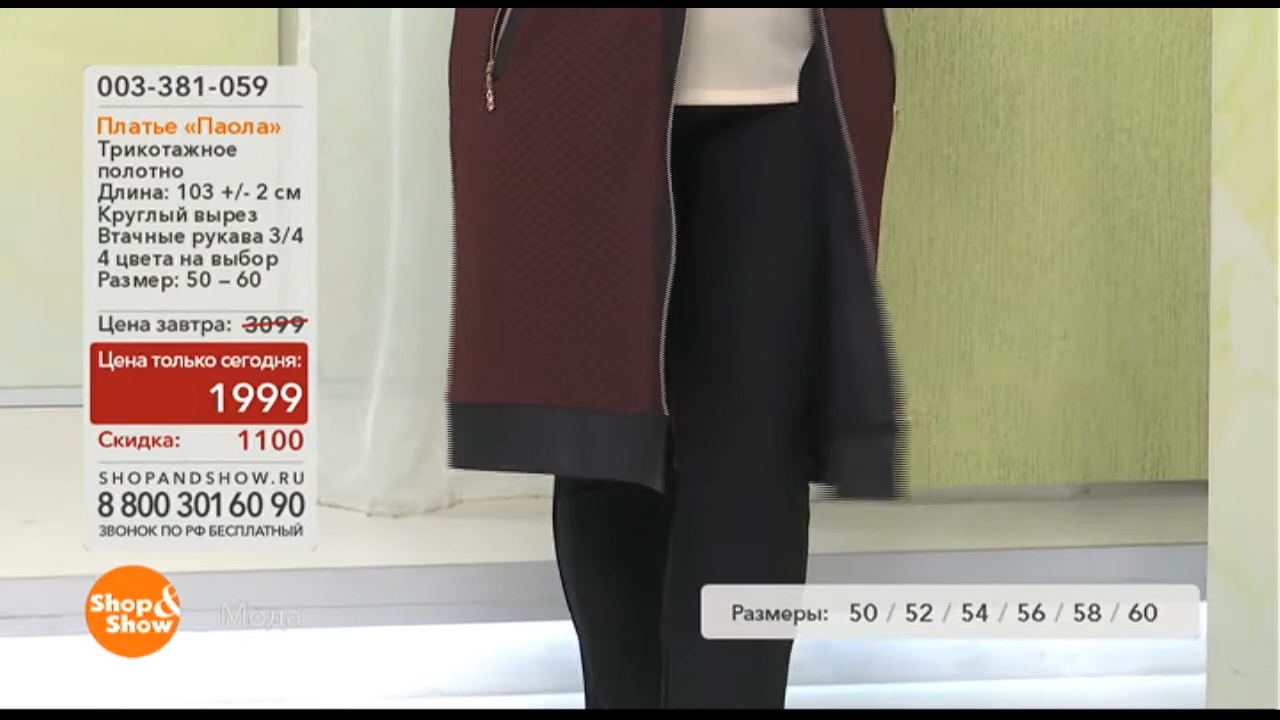 003-381-059
Платье «Паола»
Трикотажное
полотно
Длина: 103 +/- 2 см
Круглый вырез
Втачные рукава 3/4
4 цвета на выбор
Размер: 50 – 60
Цена завтра: 3099
Цена только сегодня:
1999
Скидка: 1100
SHOPANDSHOW.RU
8 800 301 60 90
ЗВОНОК ПО РФ БЕСПЛАТНЫЙ
Shop&
Show
Мода
Размеры: 50 / 52 / 54 / 56 / 58 / 60